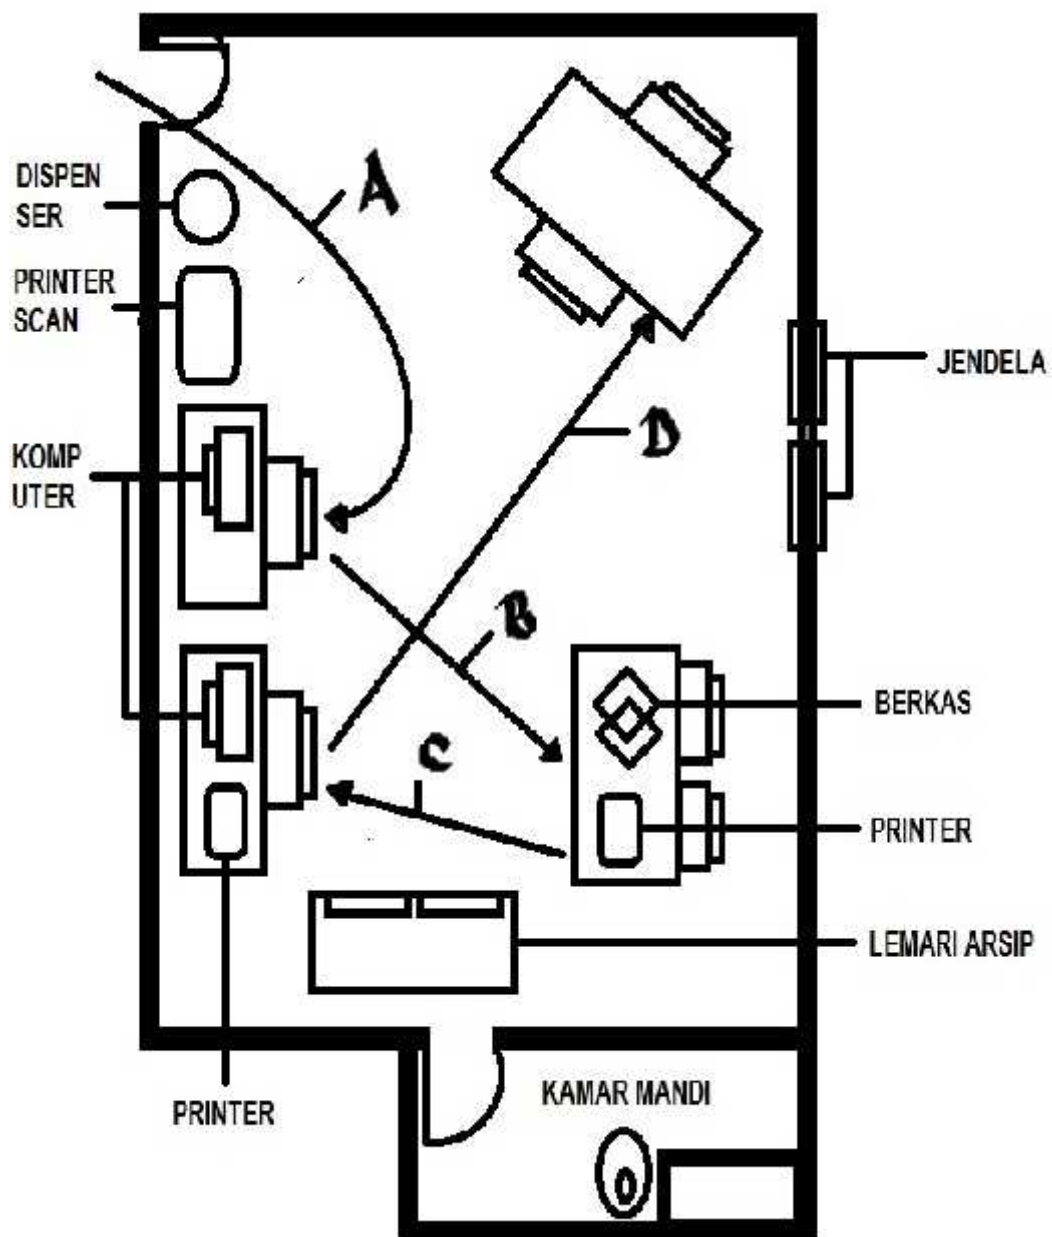 A
DISPEN
SER
PRINTER
SCAN
JENDELA
D
KOMP
UTER
B
BERKAS
C
PRINTER
LEMARI ARSIP
KAMAR MANDI
PRINTER